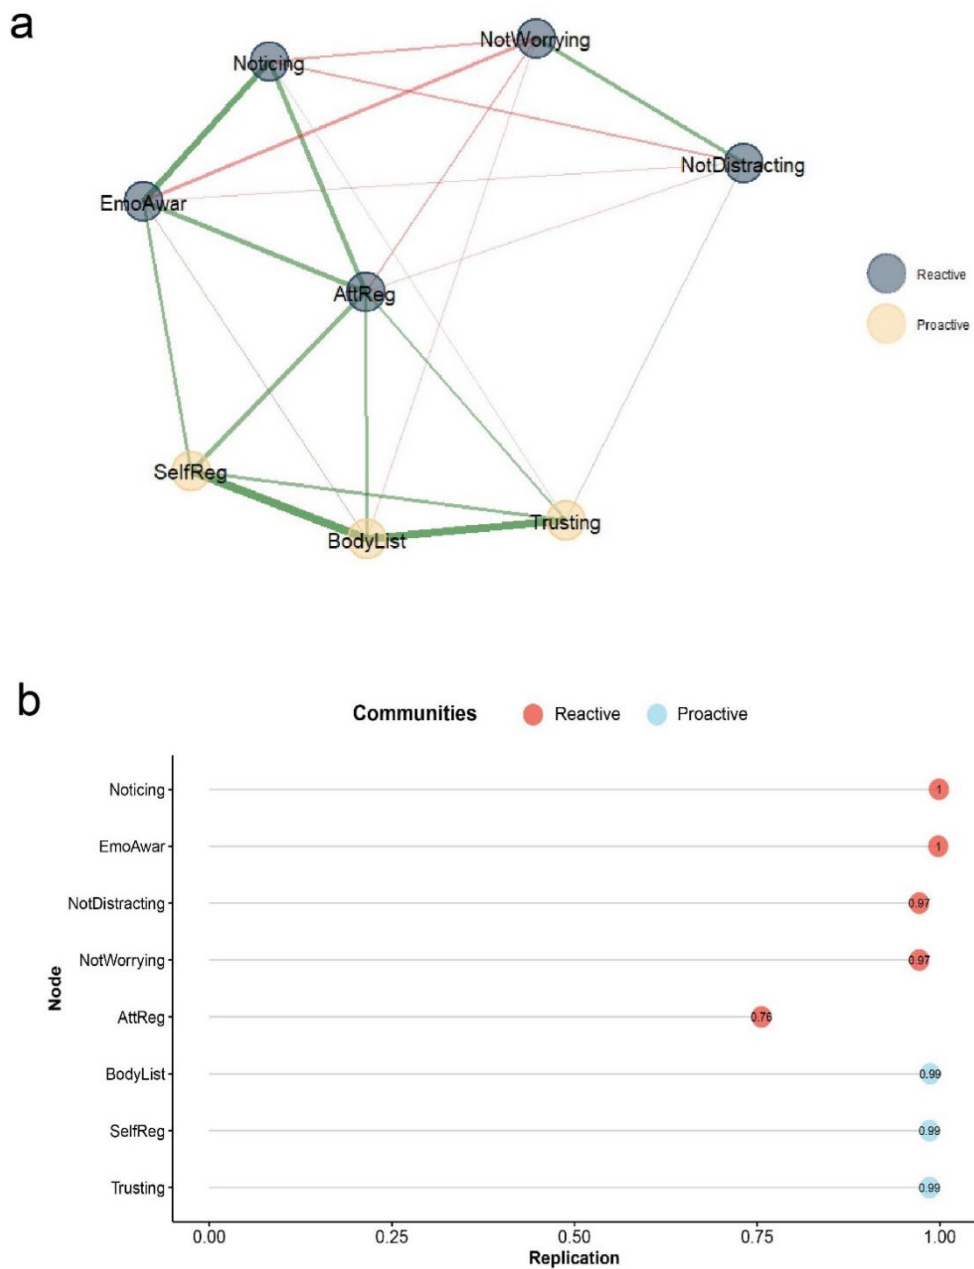 a
NotWorrying
Noticing
NotDistracting
EmoAwar
Reactive
AttReg
Proactive
SelfReg
Trusting
BodyList
b
Communities Reactive Proactive
Noticing 1
EmoAwar 1
NotDistracting 0.97
NotWorrying 0.97
Node
AttReg 0.76
BodyList 0.99
SelfReg 0.99
Trusting 0.99
0.00 0.25 0.50 0.75 1.00
Replication